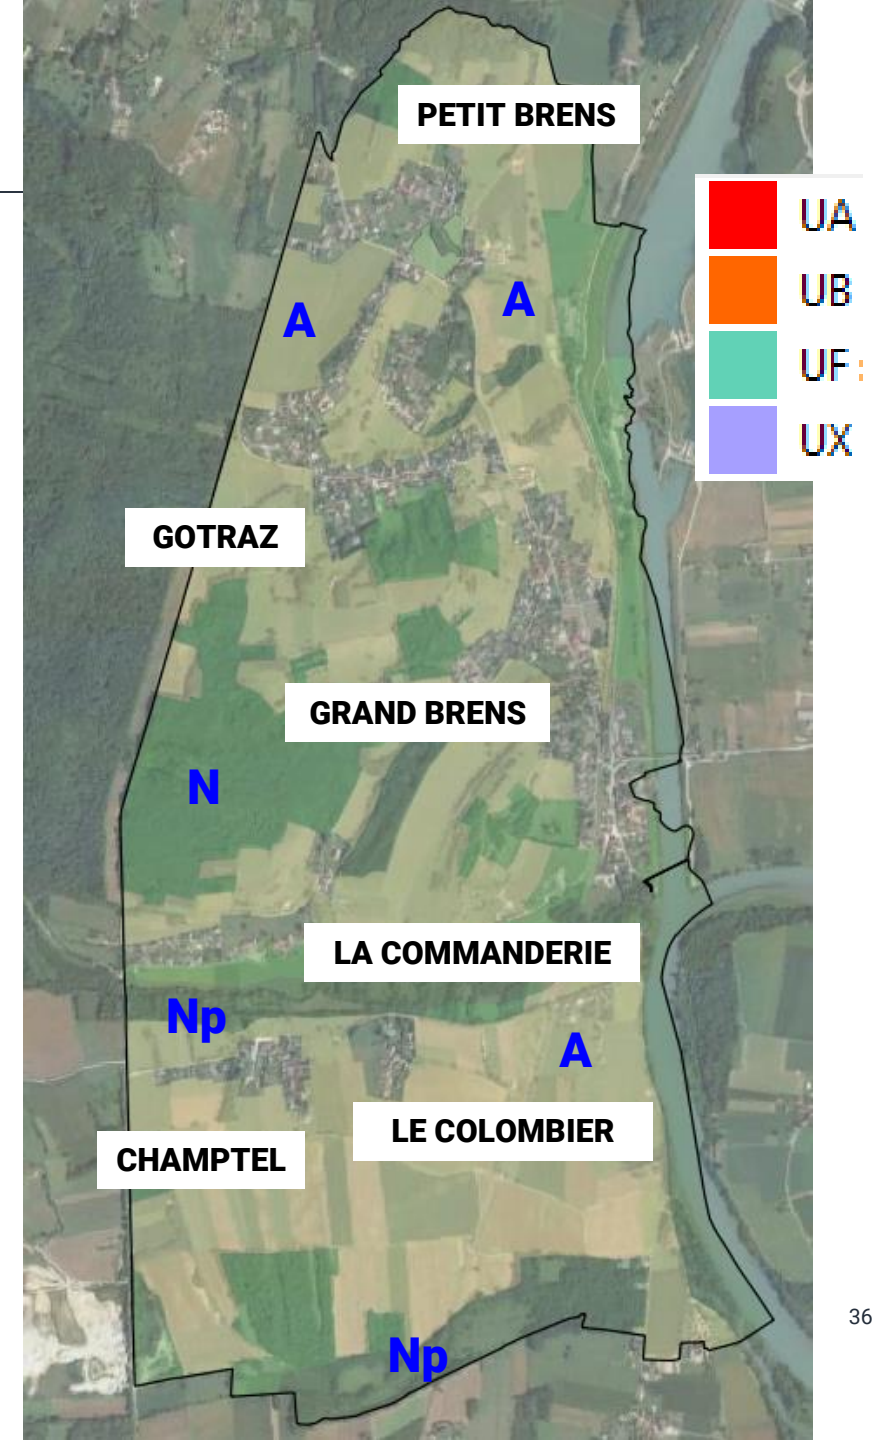 PETIT BRENS
UA
UB
UF :
UX
A
A
GOTRAZ
GRAND BRENS
N
LA COMMANDERIE
Np
A
LE COLOMBIER
CHAMPTEL
36
Np